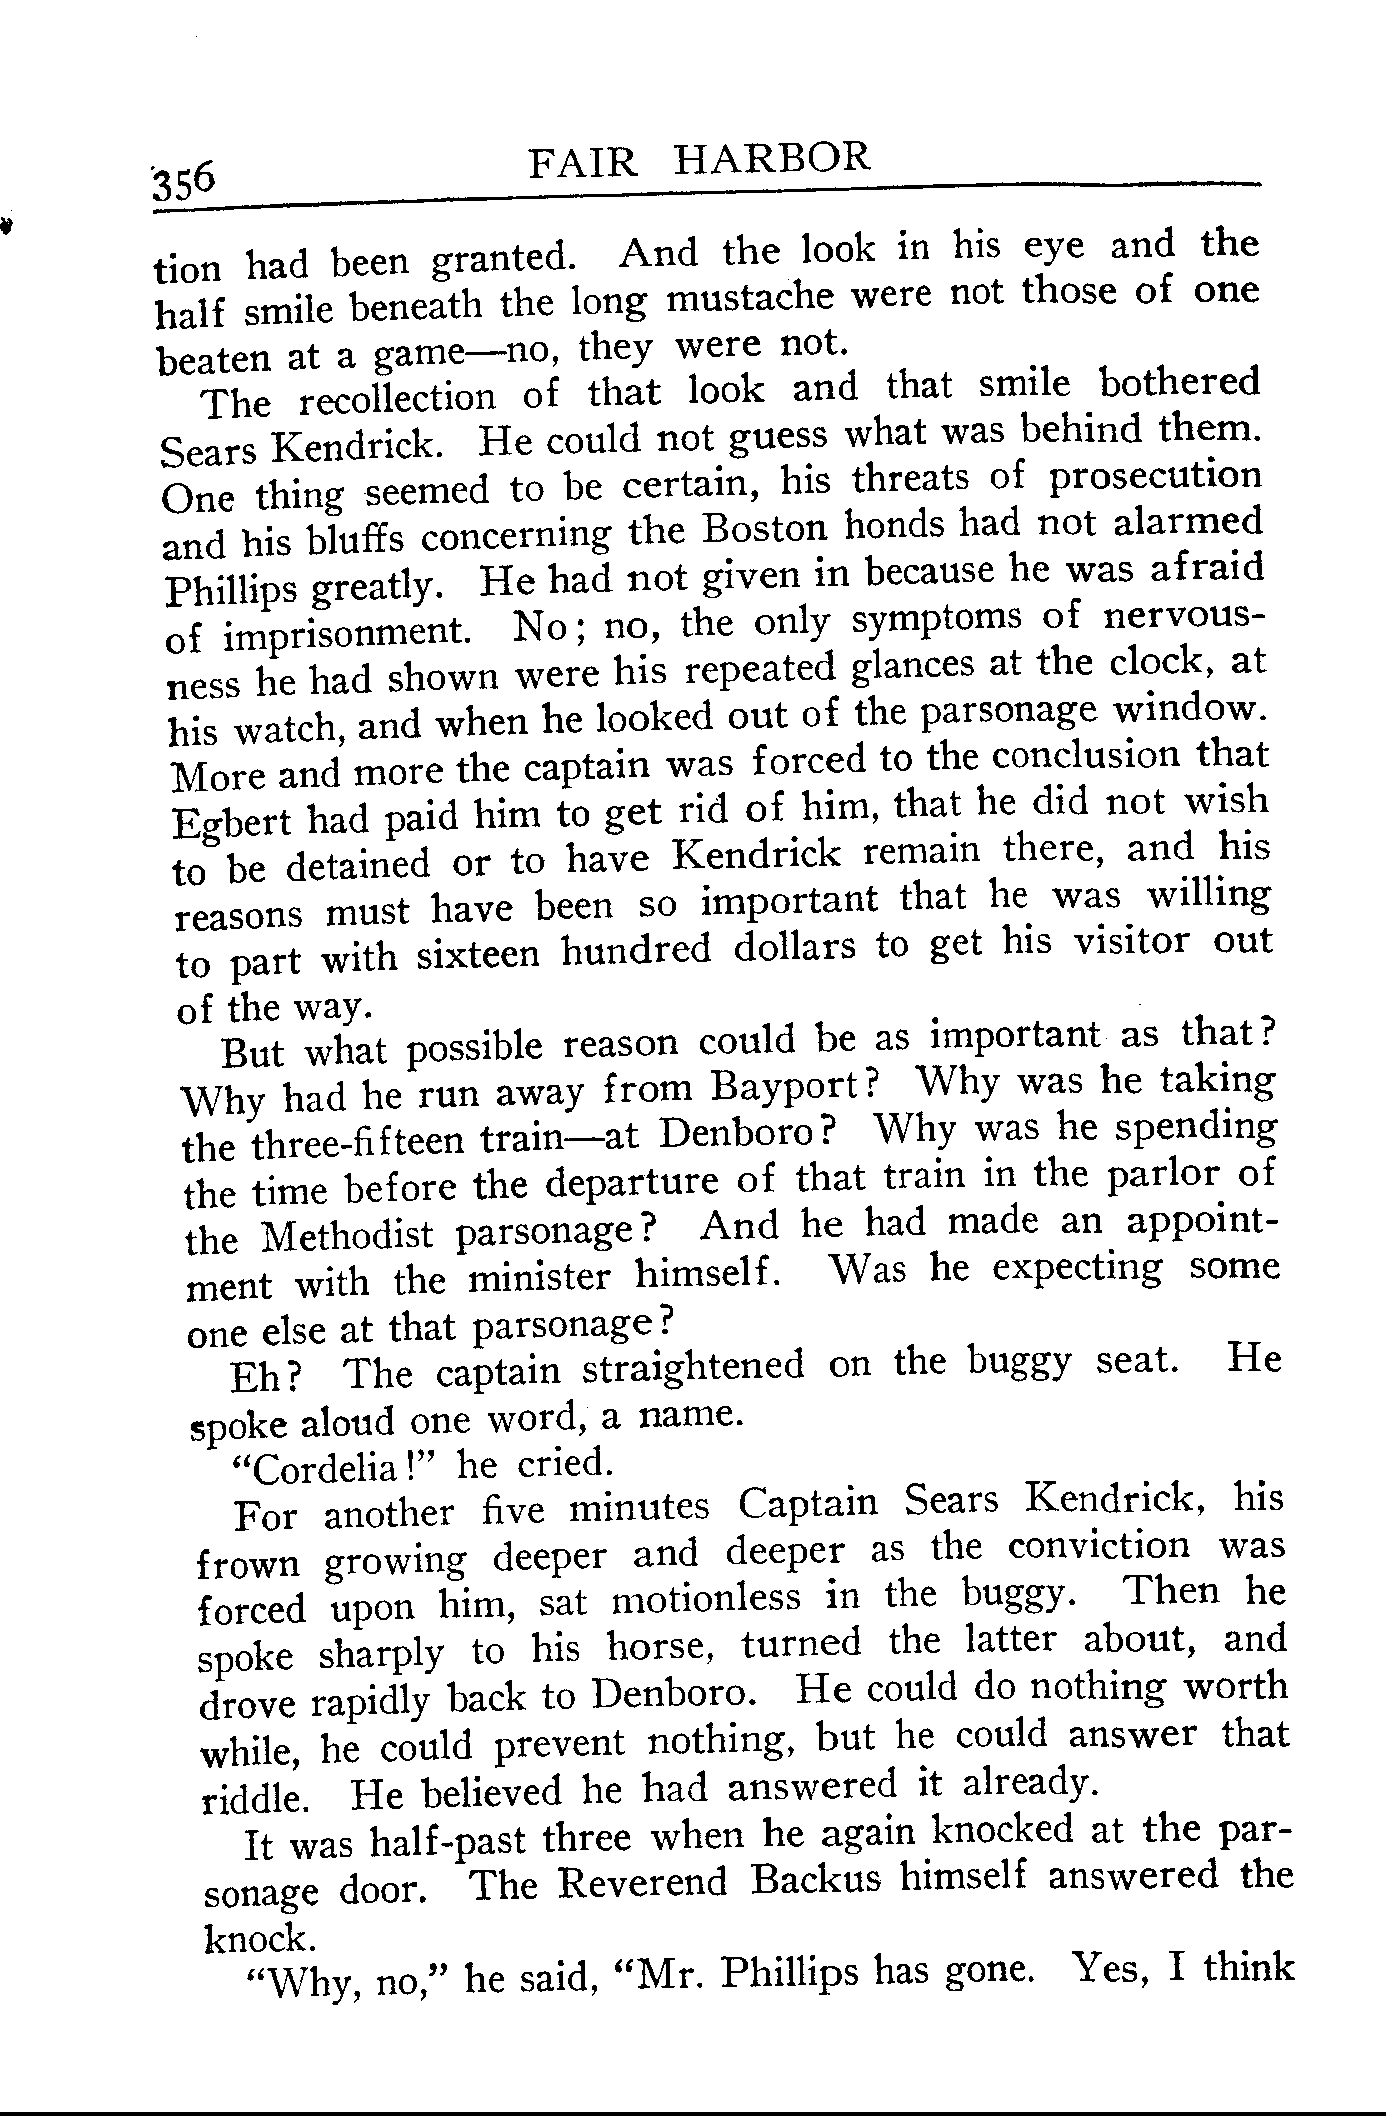 356 FAIR HARBOR
tion had been granted. And the look in his eye and the
half smile beneath the long mustache were not those of one
beaten at a game—no, they were not.
The recollection of that look and that smile bothered
Sears Kendrick. He could not guess what was behind them.
One thing seemed to be certain, his threats of prosecution
and his bluffs concerning the Boston honds had not alarmed
Phillips greatly. He had not given in because he was afraid
of imprisonment. No; no, the only symptoms of nervous-
ness he had shown were his repeated glances at the clock, at
his watch, and when he looked out of the parsonage window.
More and more the captain was forced to the conclusion that
Egbert had paid him to get rid of him, that he did not wish
to be detained or to have Kendrick remain there, and his
reasons must have been so important that he was willing
to part with sixteen hundred dollars to get his visitor out
of the way.
But what possible reason could be as important as that?
Why had he run away from Bayport? Why was he taking
the three-fifteen train—at Denboro? Why was he spending
the time before the departure of that train in the parlor of
the Methodist parsonage? And he had made an appoint-
ment with the minister himself. Was he expecting some
one else at that parsonage?
Eh? The captain straightened on the buggy seat. He
spoke aloud one word, a name.
“Cordelia!” he cried.
For another five minutes Captain Sears Kendrick, his
frown growing deeper and deeper as the conviction was
forced upon him, sat motionless in the buggy. Then he
spoke sharply to his horse, turned the latter about, and
drove rapidly back to Denboro. He could do nothing worth
while, he could prevent nothing, but he could answer that
riddle. He believed he had answered it already.
It was half-past three when he again knocked at the par-
sonage door. The Reverend Backus himself answered the
knock.
“Why, no,” he said, “Mr. Phillips has gone. Yes, I think